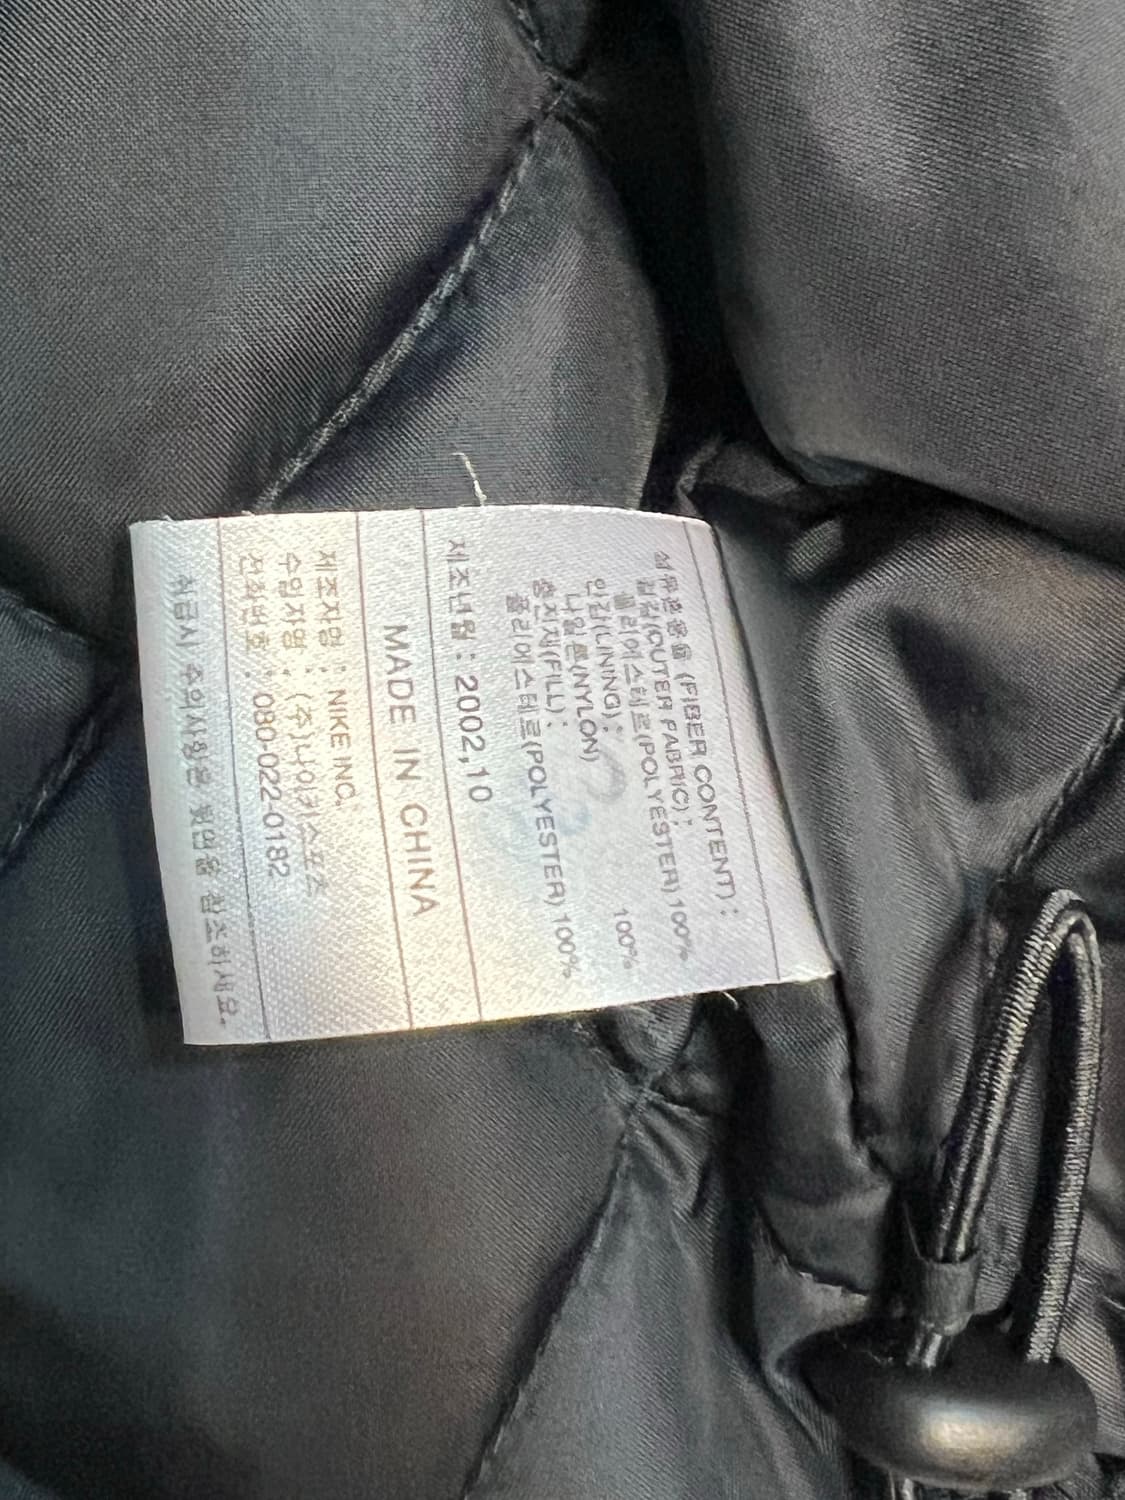 섬유혼용율 (FIBER CONTENT) :
겉감(OUTER FABRIC) :
폴리에스테르(POLYESTER) 100%
안감(LINING) :
나일론(NYLON) 100%
충전재(FILL) :
폴리에스테르(POLYESTER) 100%
제조년월 : 2002,10
MADE IN CHINA
제조자명 : NIKE INC.
수입자명 : (주)나이키스포츠
전화번호 : 080-022-0182
취급시 주의사항은 뒷면을 참조하세요.